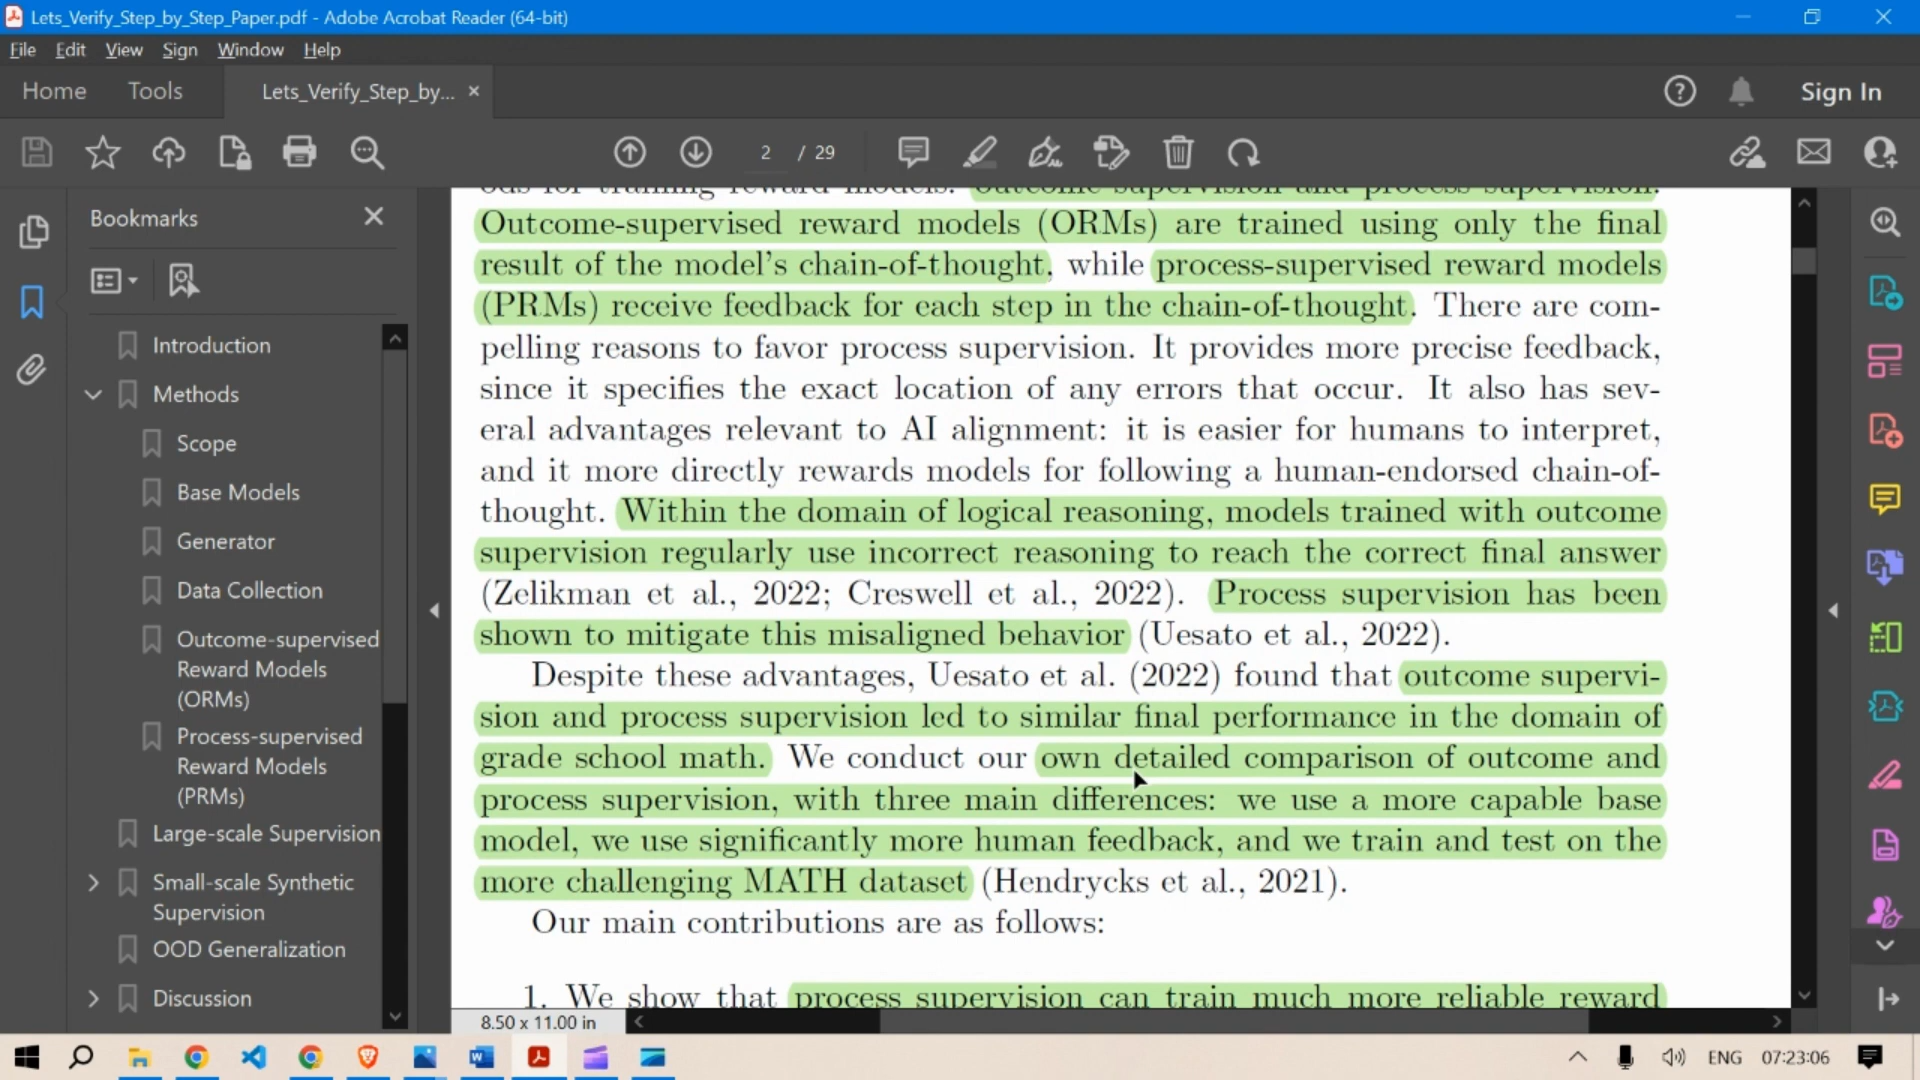 Lets_Verify_Step_by_Step_Paper.pdf - Adobe Acrobat Reader (64-bit)
File Edit View Sign Window Help
Home Tools Lets_Verify_Step_by... × Sign In
2 / 29
Bookmarks
Introduction
Methods
Scope
Base Models
Generator
Data Collection
Outcome-supervised
Reward Models
(ORMs)
Process-supervised
Reward Models
(PRMs)
Large-scale Supervision
Small-scale Synthetic
Supervision
OOD Generalization
Discussion
ods for training reward models: outcome supervision and process supervision.
Outcome-supervised reward models (ORMs) are trained using only the final
result of the model's chain-of-thought, while process-supervised reward models
(PRMs) receive feedback for each step in the chain-of-thought. There are com-
pelling reasons to favor process supervision. It provides more precise feedback,
since it specifies the exact location of any errors that occur. It also has sev-
eral advantages relevant to AI alignment: it is easier for humans to interpret,
and it more directly rewards models for following a human-endorsed chain-of-
thought. Within the domain of logical reasoning, models trained with outcome
supervision regularly use incorrect reasoning to reach the correct final answer
(Zelikman et al., 2022; Creswell et al., 2022). Process supervision has been
shown to mitigate this misaligned behavior (Uesato et al., 2022).
Despite these advantages, Uesato et al. (2022) found that outcome supervi-
sion and process supervision led to similar final performance in the domain of
grade school math. We conduct our own detailed comparison of outcome and
process supervision, with three main differences: we use a more capable base
model, we use significantly more human feedback, and we train and test on the
more challenging MATH dataset (Hendrycks et al., 2021).
Our main contributions are as follows:
1. We show that process supervision can train much more reliable reward
8.50 x 11.00 in
ENG 07:23:06